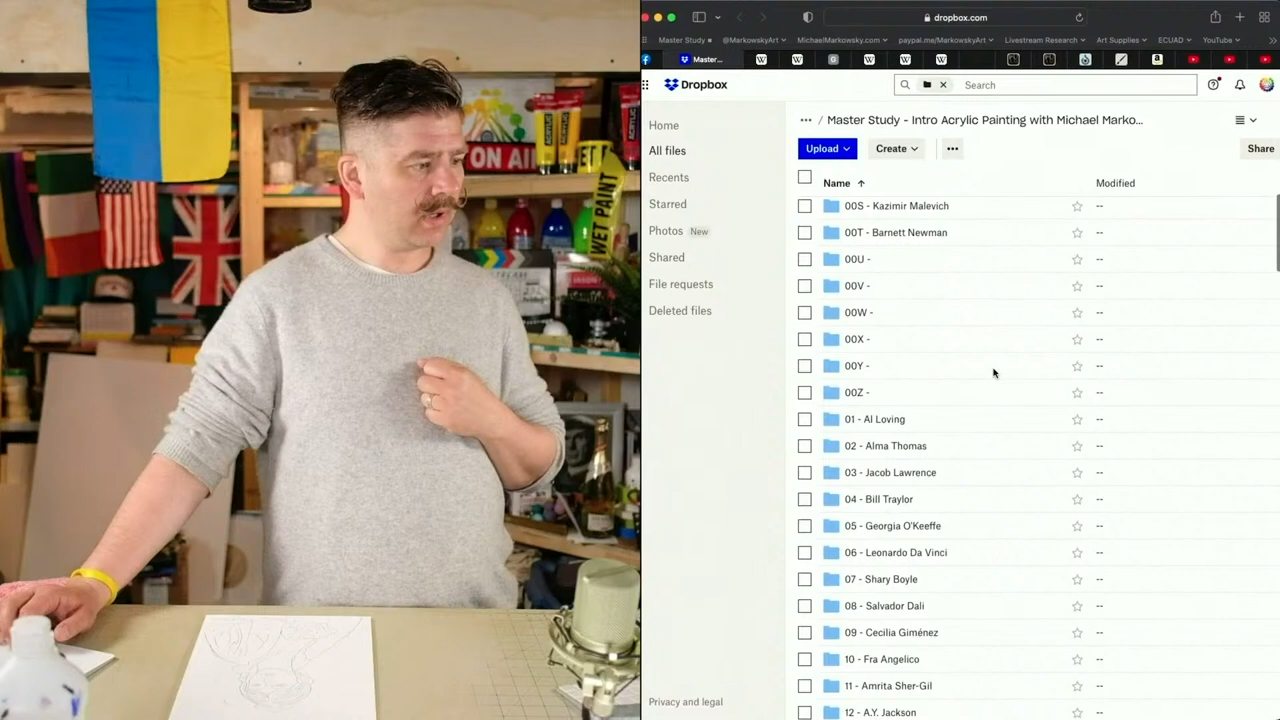 ON AIR
ACRYLIC
ACRYLIC
WET PAINT
dropbox.com
Master Study
@MarkowskyArt
MichaelMarkowsky.com
paypal.me/MarkowskyArt
Livestream Research
Art Supplies
ECUAD
YouTube
Master...
Dropbox
Search
Home
All files
Recents
Starred
Photos New
Shared
File requests
Deleted files
Privacy and legal
... / Master Study - Intro Acrylic Painting with Michael Marko...
Upload
Create
Share
Name
Modified
00S - Kazimir Malevich --
00T - Barnett Newman --
00U - --
00V - --
00W - --
00X - --
00Y - --
00Z - --
01 - Al Loving --
02 - Alma Thomas --
03 - Jacob Lawrence --
04 - Bill Traylor --
05 - Georgia O'Keeffe --
06 - Leonardo Da Vinci --
07 - Shary Boyle --
08 - Salvador Dali --
09 - Cecilia Giménez --
10 - Fra Angelico --
11 - Amrita Sher-Gil --
12 - A.Y. Jackson --